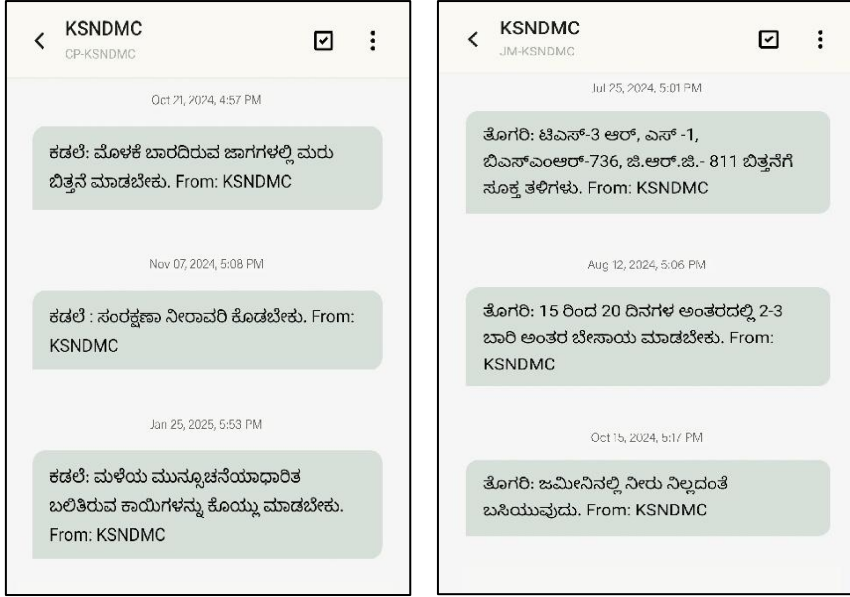 KSNDMC
CP-KSNDMC
Oct 21, 2024, 4:57 PM
ಕಡಲೆ: ಮೊಳಕೆ ಬಾರದಿರುವ ಜಾಗಗಳಲ್ಲಿ ಮರು
ಬಿತ್ತನೆ ಮಾಡಬೇಕು. From: KSNDMC
Nov 07, 2024, 5:08 PM
ಕಡಲೆ : ಸಂರಕ್ಷಣಾ ನೀರಾವರಿ ಕೊಡಬೇಕು. From:
KSNDMC
Jan 25, 2025, 5:53 PM
ಕಡಲೆ: ಮಳೆಯ ಮುನ್ಸೂಚನೆಯಾಧಾರಿತ
ಬಲಿತಿರುವ ಕಾಯಿಗಳನ್ನು ಕೊಯ್ಲು ಮಾಡಬೇಕು.
From: KSNDMC
KSNDMC
JM-KSNDMC
Jul 25, 2024, 5:01 PM
ತೊಗರಿ: ಟಿಎಸ್-3 ಆರ್, ಎಸ್ -1,
ಬಿಎಸ್ಎಂಆರ್-736, ಜಿ.ಆರ್.ಜಿ.- 811 ಬಿತ್ತನೆಗೆ
ಸೂಕ್ತ ತಳಿಗಳು. From: KSNDMC
Aug 12, 2024, 5:06 PM
ತೊಗರಿ: 15 ರಿಂದ 20 ದಿನಗಳ ಅಂತರದಲ್ಲಿ 2-3
ಬಾರಿ ಅಂತರ ಬೇಸಾಯ ಮಾಡಬೇಕು. From:
KSNDMC
Oct 15, 2024, 5:17 PM
ತೊಗರಿ: ಜಮೀನಿನಲ್ಲಿ ನೀರು ನಿಲ್ಲದಂತೆ
ಬಸಿಯುವುದು. From: KSNDMC